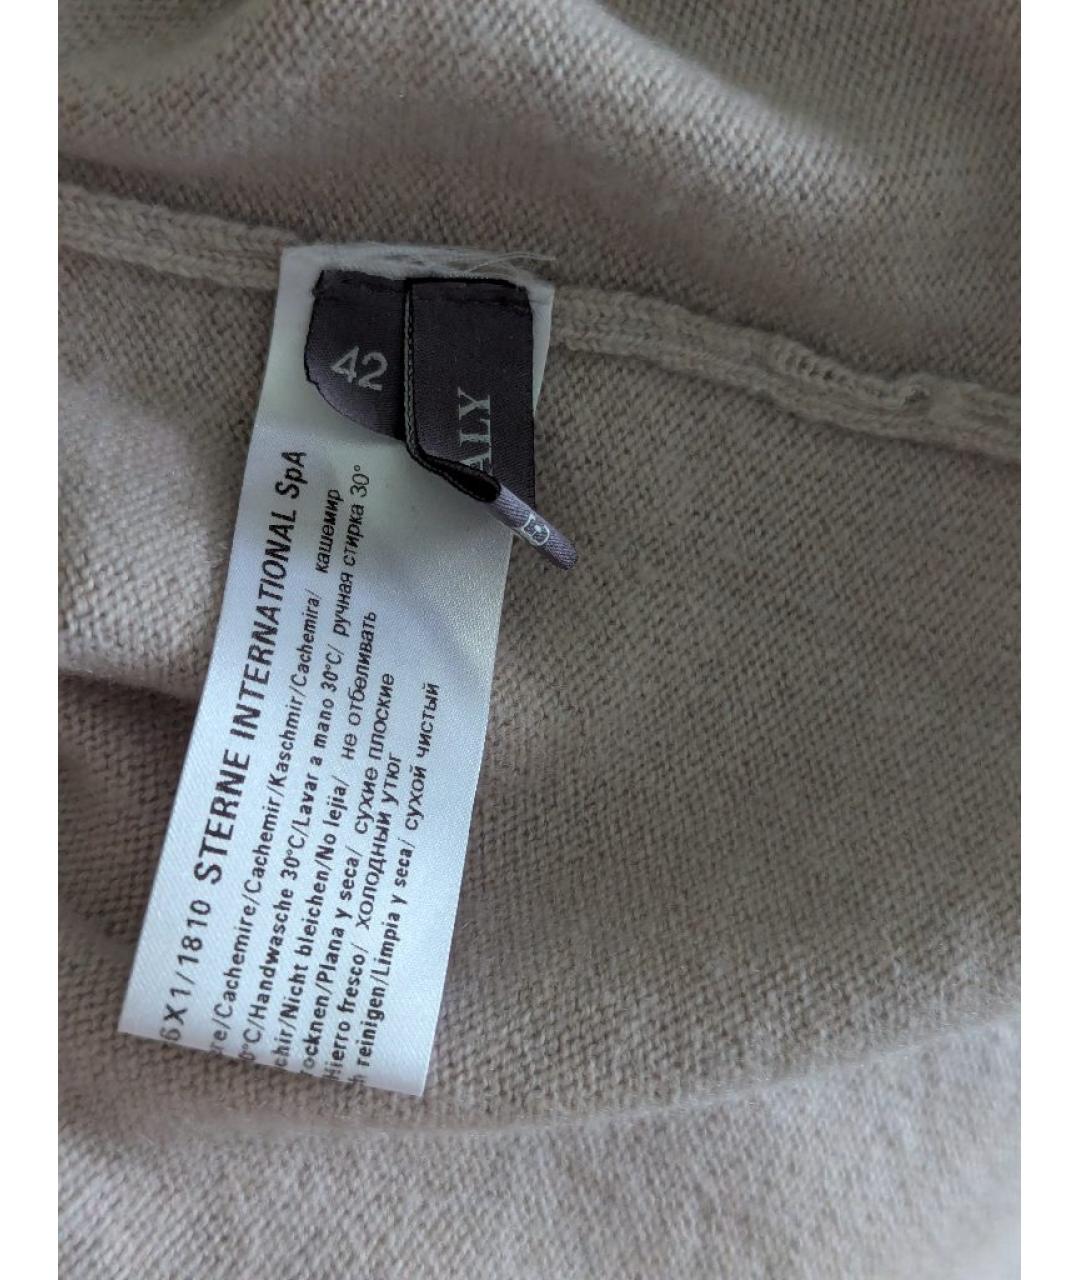 42
ALY
6X1/1810 STERNE INTERNATIONAL SpA
re/Cachemire/Cachemir/Kaschmir/Cachemira/ кашемир
0°C/Handwasche 30°C/Lavar a mano 30°C/ ручная стирка 30°
chir/Nicht bleichen/No lejia/ не отбеливать
rocknen/Plana y seca/ сухие плоские
Hierro fresco/ холодный утюг
h reinigen/Limpia y seca/ сухой чистый